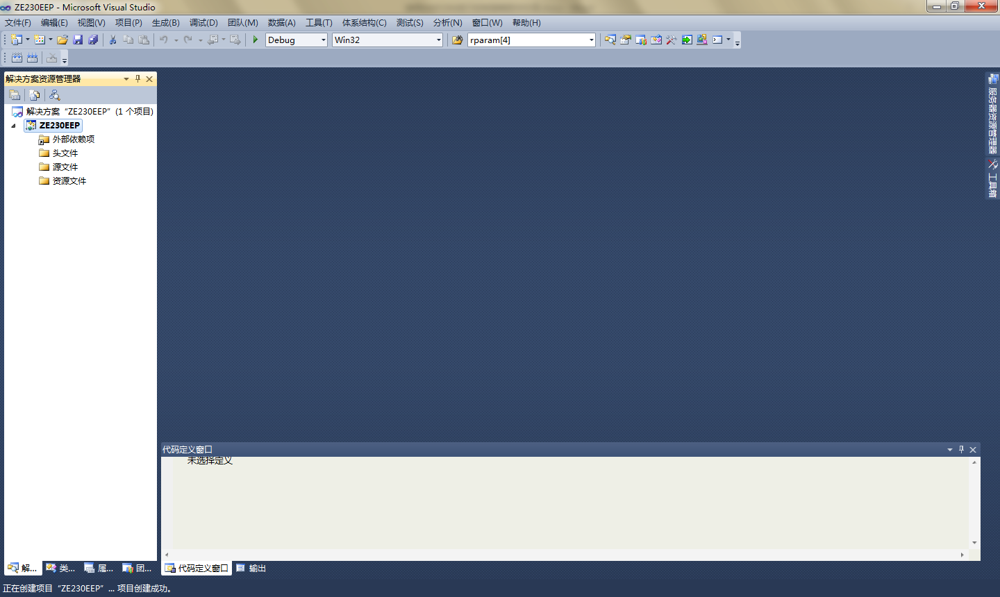 ZE230EEP - Microsoft Visual Studio
文件(F) 编辑(E) 视图(V) 项目(P) 生成(B) 调试(D) 团队(M) 数据(A) 工具(T) 体系结构(C) 测试(S) 分析(N) 窗口(W) 帮助(H)
Debug Win32 rparam[4]
解决方案资源管理器
解决方案“ZE230EEP”(1 个项目)
ZE230EEP
外部依赖项
头文件
源文件
资源文件
服务器资源管理器
工具箱
代码定义窗口
未选择定义
解... 类... 属... 团... 代码定义窗口 输出
正在创建项目“ZE230EEP”... 项目创建成功。